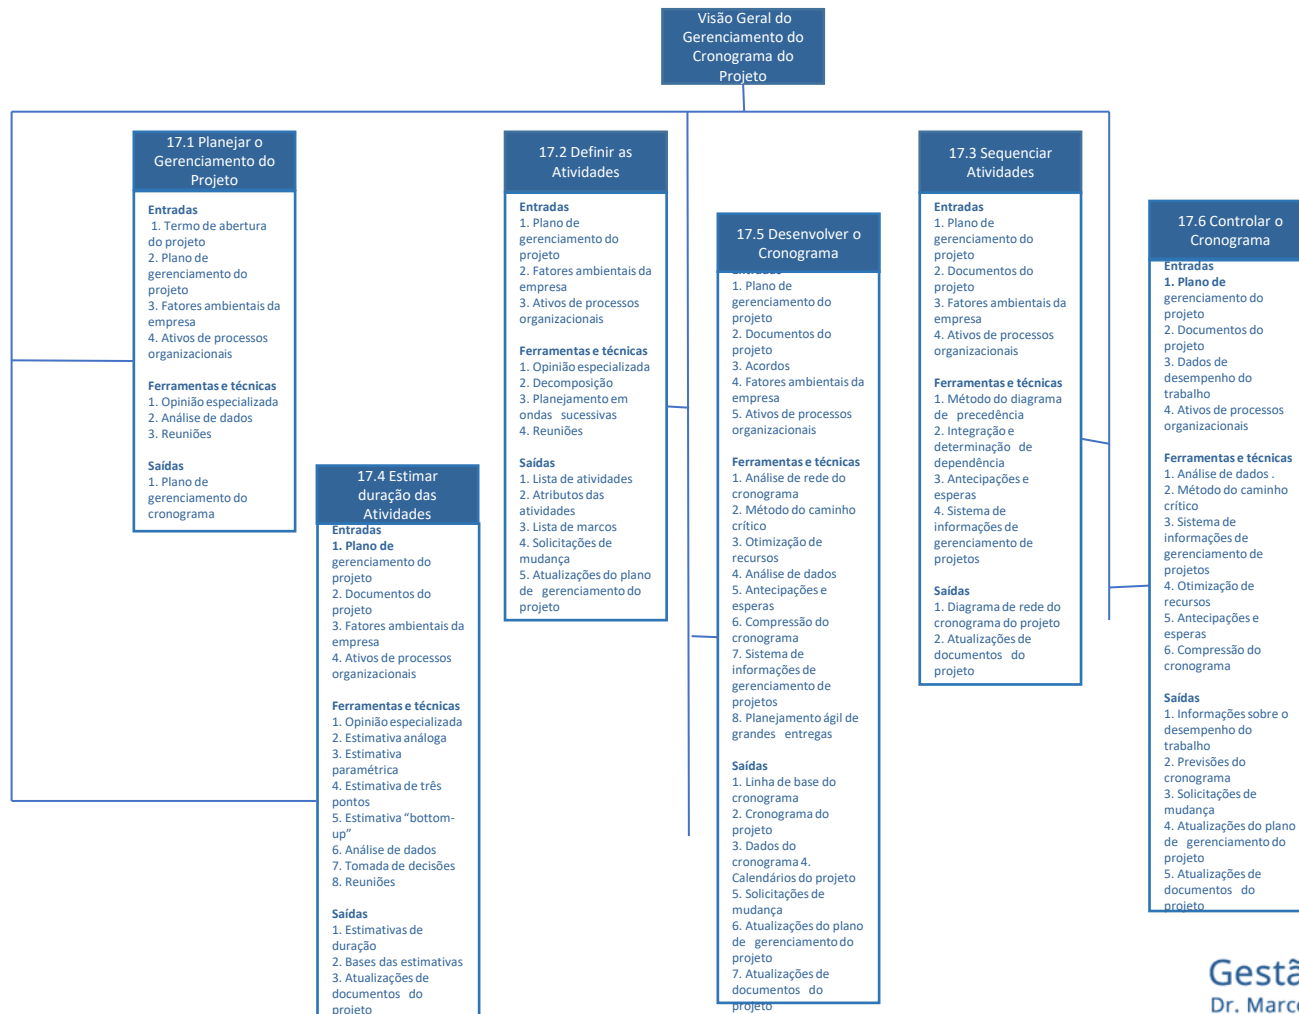 Visão Geral do
Gerenciamento do
Cronograma do
Projeto
17.1 Planejar o
Gerenciamento do
Projeto
Entradas
1. Termo de abertura
do projeto
2. Plano de
gerenciamento do
projeto
3. Fatores ambientais da
empresa
4. Ativos de processos
organizacionais
Ferramentas e técnicas
1. Opinião especializada
2. Análise de dados
3. Reuniões
Saídas
1. Plano de
gerenciamento do
cronograma
17.4 Estimar
duração das
Atividades
Entradas
1. Plano de
gerenciamento do
projeto
2. Documentos do
projeto
3. Fatores ambientais da
empresa
4. Ativos de processos
organizacionais
Ferramentas e técnicas
1. Opinião especializada
2. Estimativa análoga
3. Estimativa
paramétrica
4. Estimativa de três
pontos
5. Estimativa “bottom-
up”
6. Análise de dados
7. Tomada de decisões
8. Reuniões
Saídas
1. Estimativas de
duração
2. Bases das estimativas
3. Atualizações de
documentos do
projeto
17.2 Definir as
Atividades
Entradas
1. Plano de
gerenciamento do
projeto
2. Fatores ambientais da
empresa
3. Ativos de processos
organizacionais
Ferramentas e técnicas
1. Opinião especializada
2. Decomposição
3. Planejamento em
ondas sucessivas
4. Reuniões
Saídas
1. Lista de atividades
2. Atributos das
atividades
3. Lista de marcos
4. Solicitações de
mudança
5. Atualizações do plano
de gerenciamento do
projeto
17.5 Desenvolver o
Cronograma
Entradas
1. Plano de
gerenciamento do
projeto
2. Documentos do
projeto
3. Acordos
4. Fatores ambientais da
empresa
5. Ativos de processos
organizacionais
Ferramentas e técnicas
1. Análise de rede do
cronograma
2. Método do caminho
crítico
3. Otimização de
recursos
4. Análise de dados
5. Antecipações e
esperas
6. Compressão do
cronograma
7. Sistema de
informações de
gerenciamento de
projetos
8. Planejamento ágil de
grandes entregas
Saídas
1. Linha de base do
cronograma
2. Cronograma do
projeto
3. Dados do
cronograma 4.
Calendários do projeto
5. Solicitações de
mudança
6. Atualizações do plano
de gerenciamento do
projeto
7. Atualizações de
documentos do
projeto
17.3 Sequenciar
Atividades
Entradas
1. Plano de
gerenciamento do
projeto
2. Documentos do
projeto
3. Fatores ambientais da
empresa
4. Ativos de processos
organizacionais
Ferramentas e técnicas
1. Método do diagrama
de precedência
2. Integração e
determinação de
dependência
3. Antecipações e
esperas
4. Sistema de
informações de
gerenciamento de
projetos
Saídas
1. Diagrama de rede do
cronograma do projeto
2. Atualizações de
documentos do
projeto
17.6 Controlar o
Cronograma
Entradas
1. Plano de
gerenciamento do
projeto
2. Documentos do
projeto
3. Dados de
desempenho do
trabalho
4. Ativos de processos
organizacionais
Ferramentas e técnicas
1. Análise de dados .
2. Método do caminho
crítico
3. Sistema de
informações de
gerenciamento de
projetos
4. Otimização de
recursos
5. Antecipações e
esperas
6. Compressão do
cronograma
Saídas
1. Informações sobre o
desempenho do
trabalho
2. Previsões do
cronograma
3. Solicitações de
mudança
4. Atualizações do plano
de gerenciamento do
projeto
5. Atualizações de
documentos do
projeto
Gestã
Dr. Marc